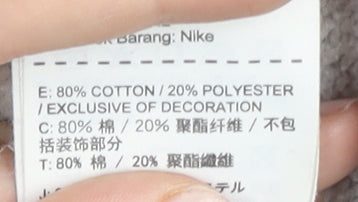 Barang: Nike
E: 80% COTTON / 20% POLYESTER
/ EXCLUSIVE OF DECORATION
C: 80% 棉 / 20% 聚酯纤维 / 不包
括装饰部分
T: 80% 棉 / 20% 聚酯纖維